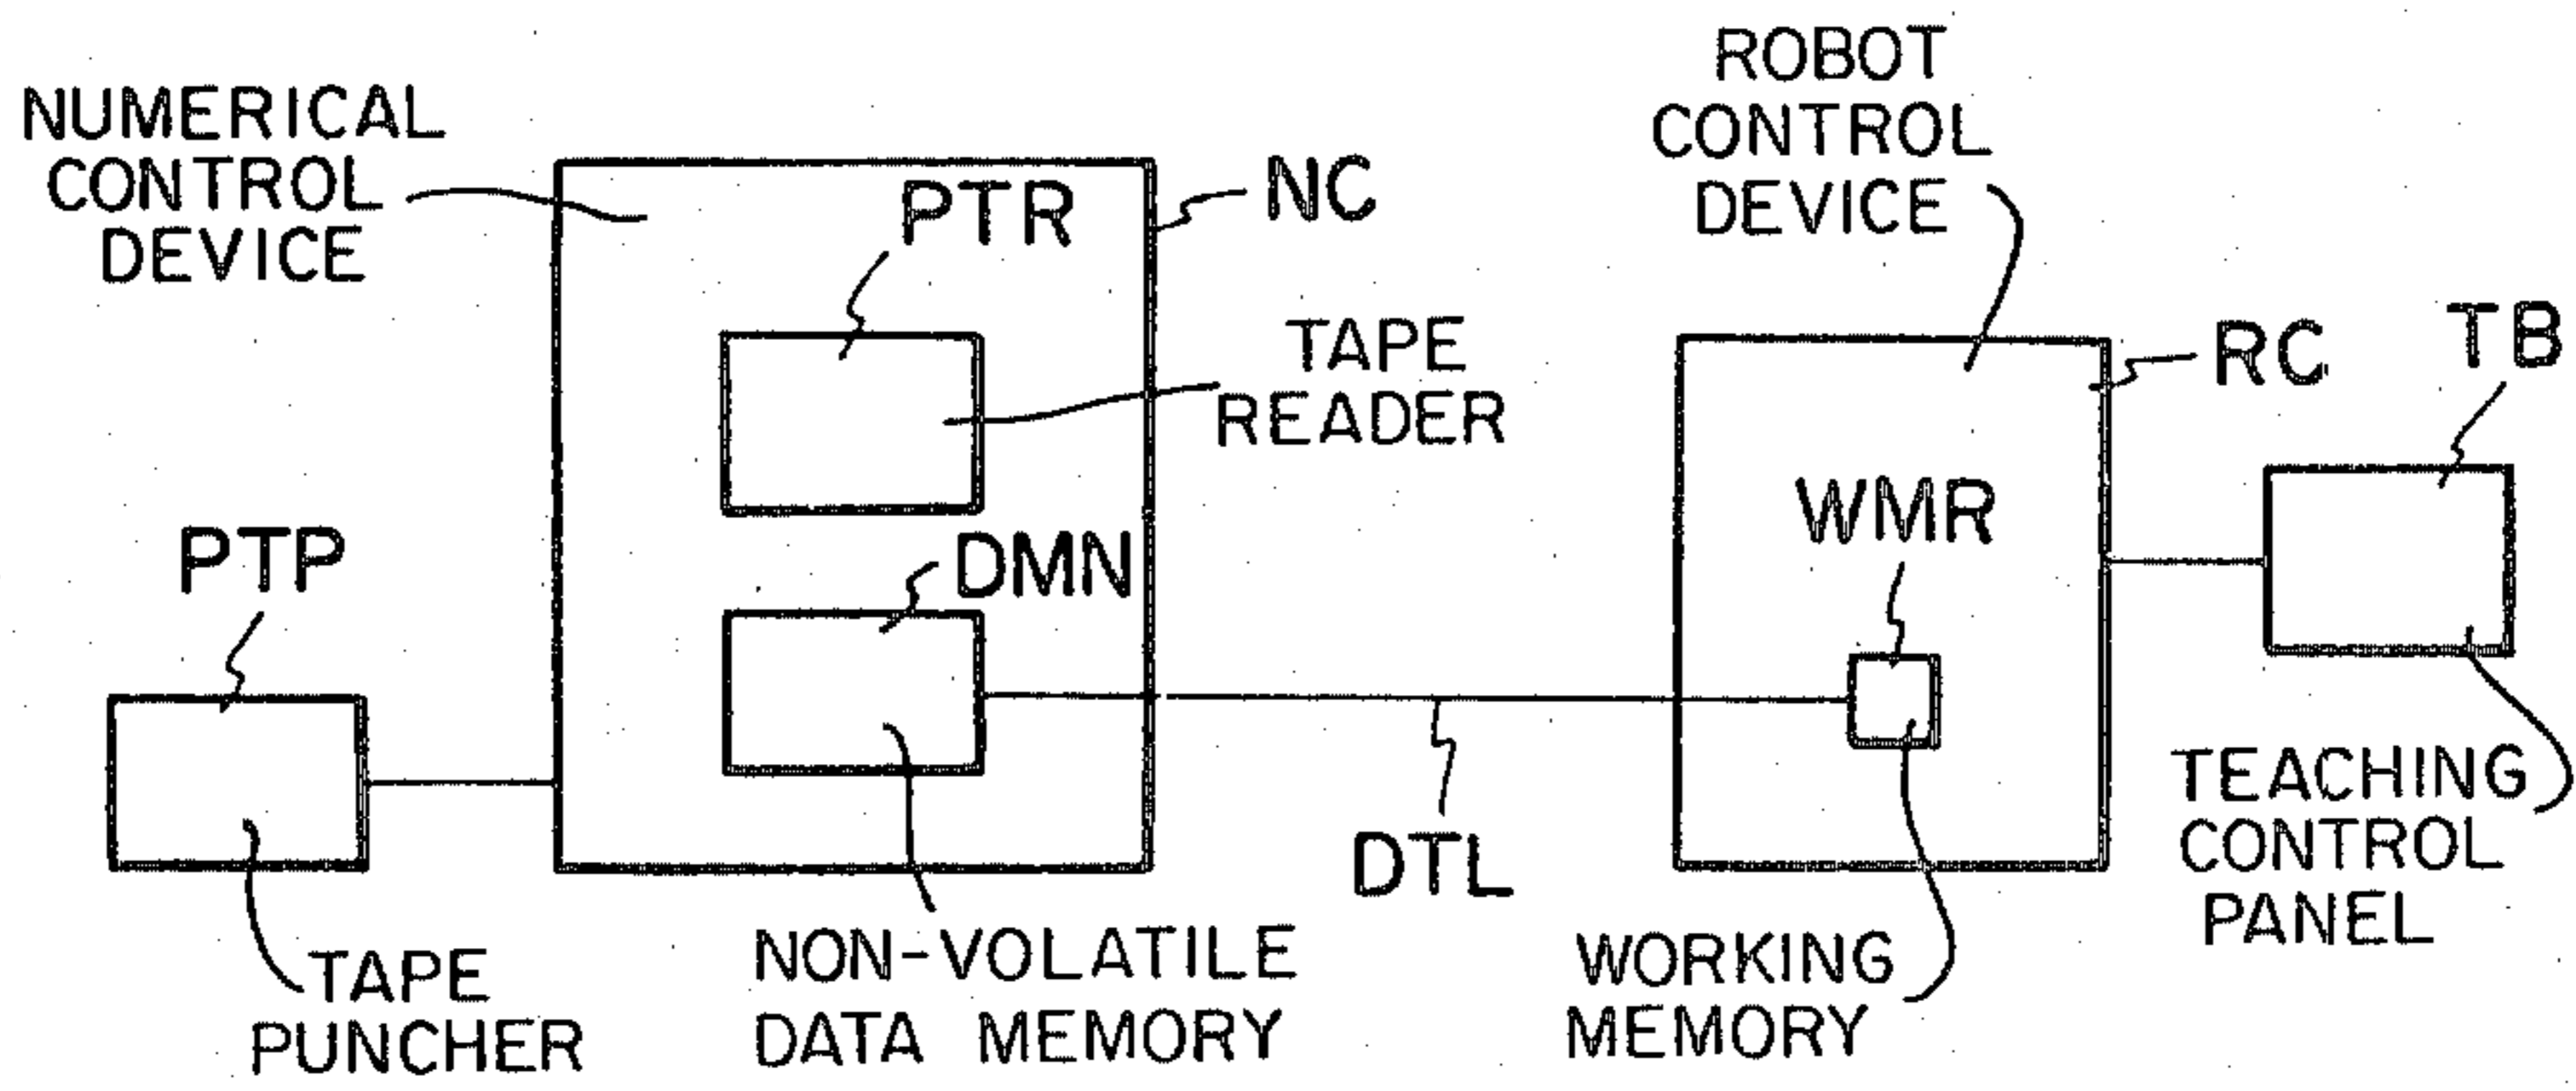 NUMERICAL
CONTROL
DEVICE
PTR
NC
ROBOT
CONTROL
DEVICE
TAPE
READER
RC
TB
PTP
DMN
WMR
DTL
TAPE
PUNCHER
NON-VOLATILE
DATA MEMORY
WORKING
MEMORY
TEACHING
CONTROL
PANEL